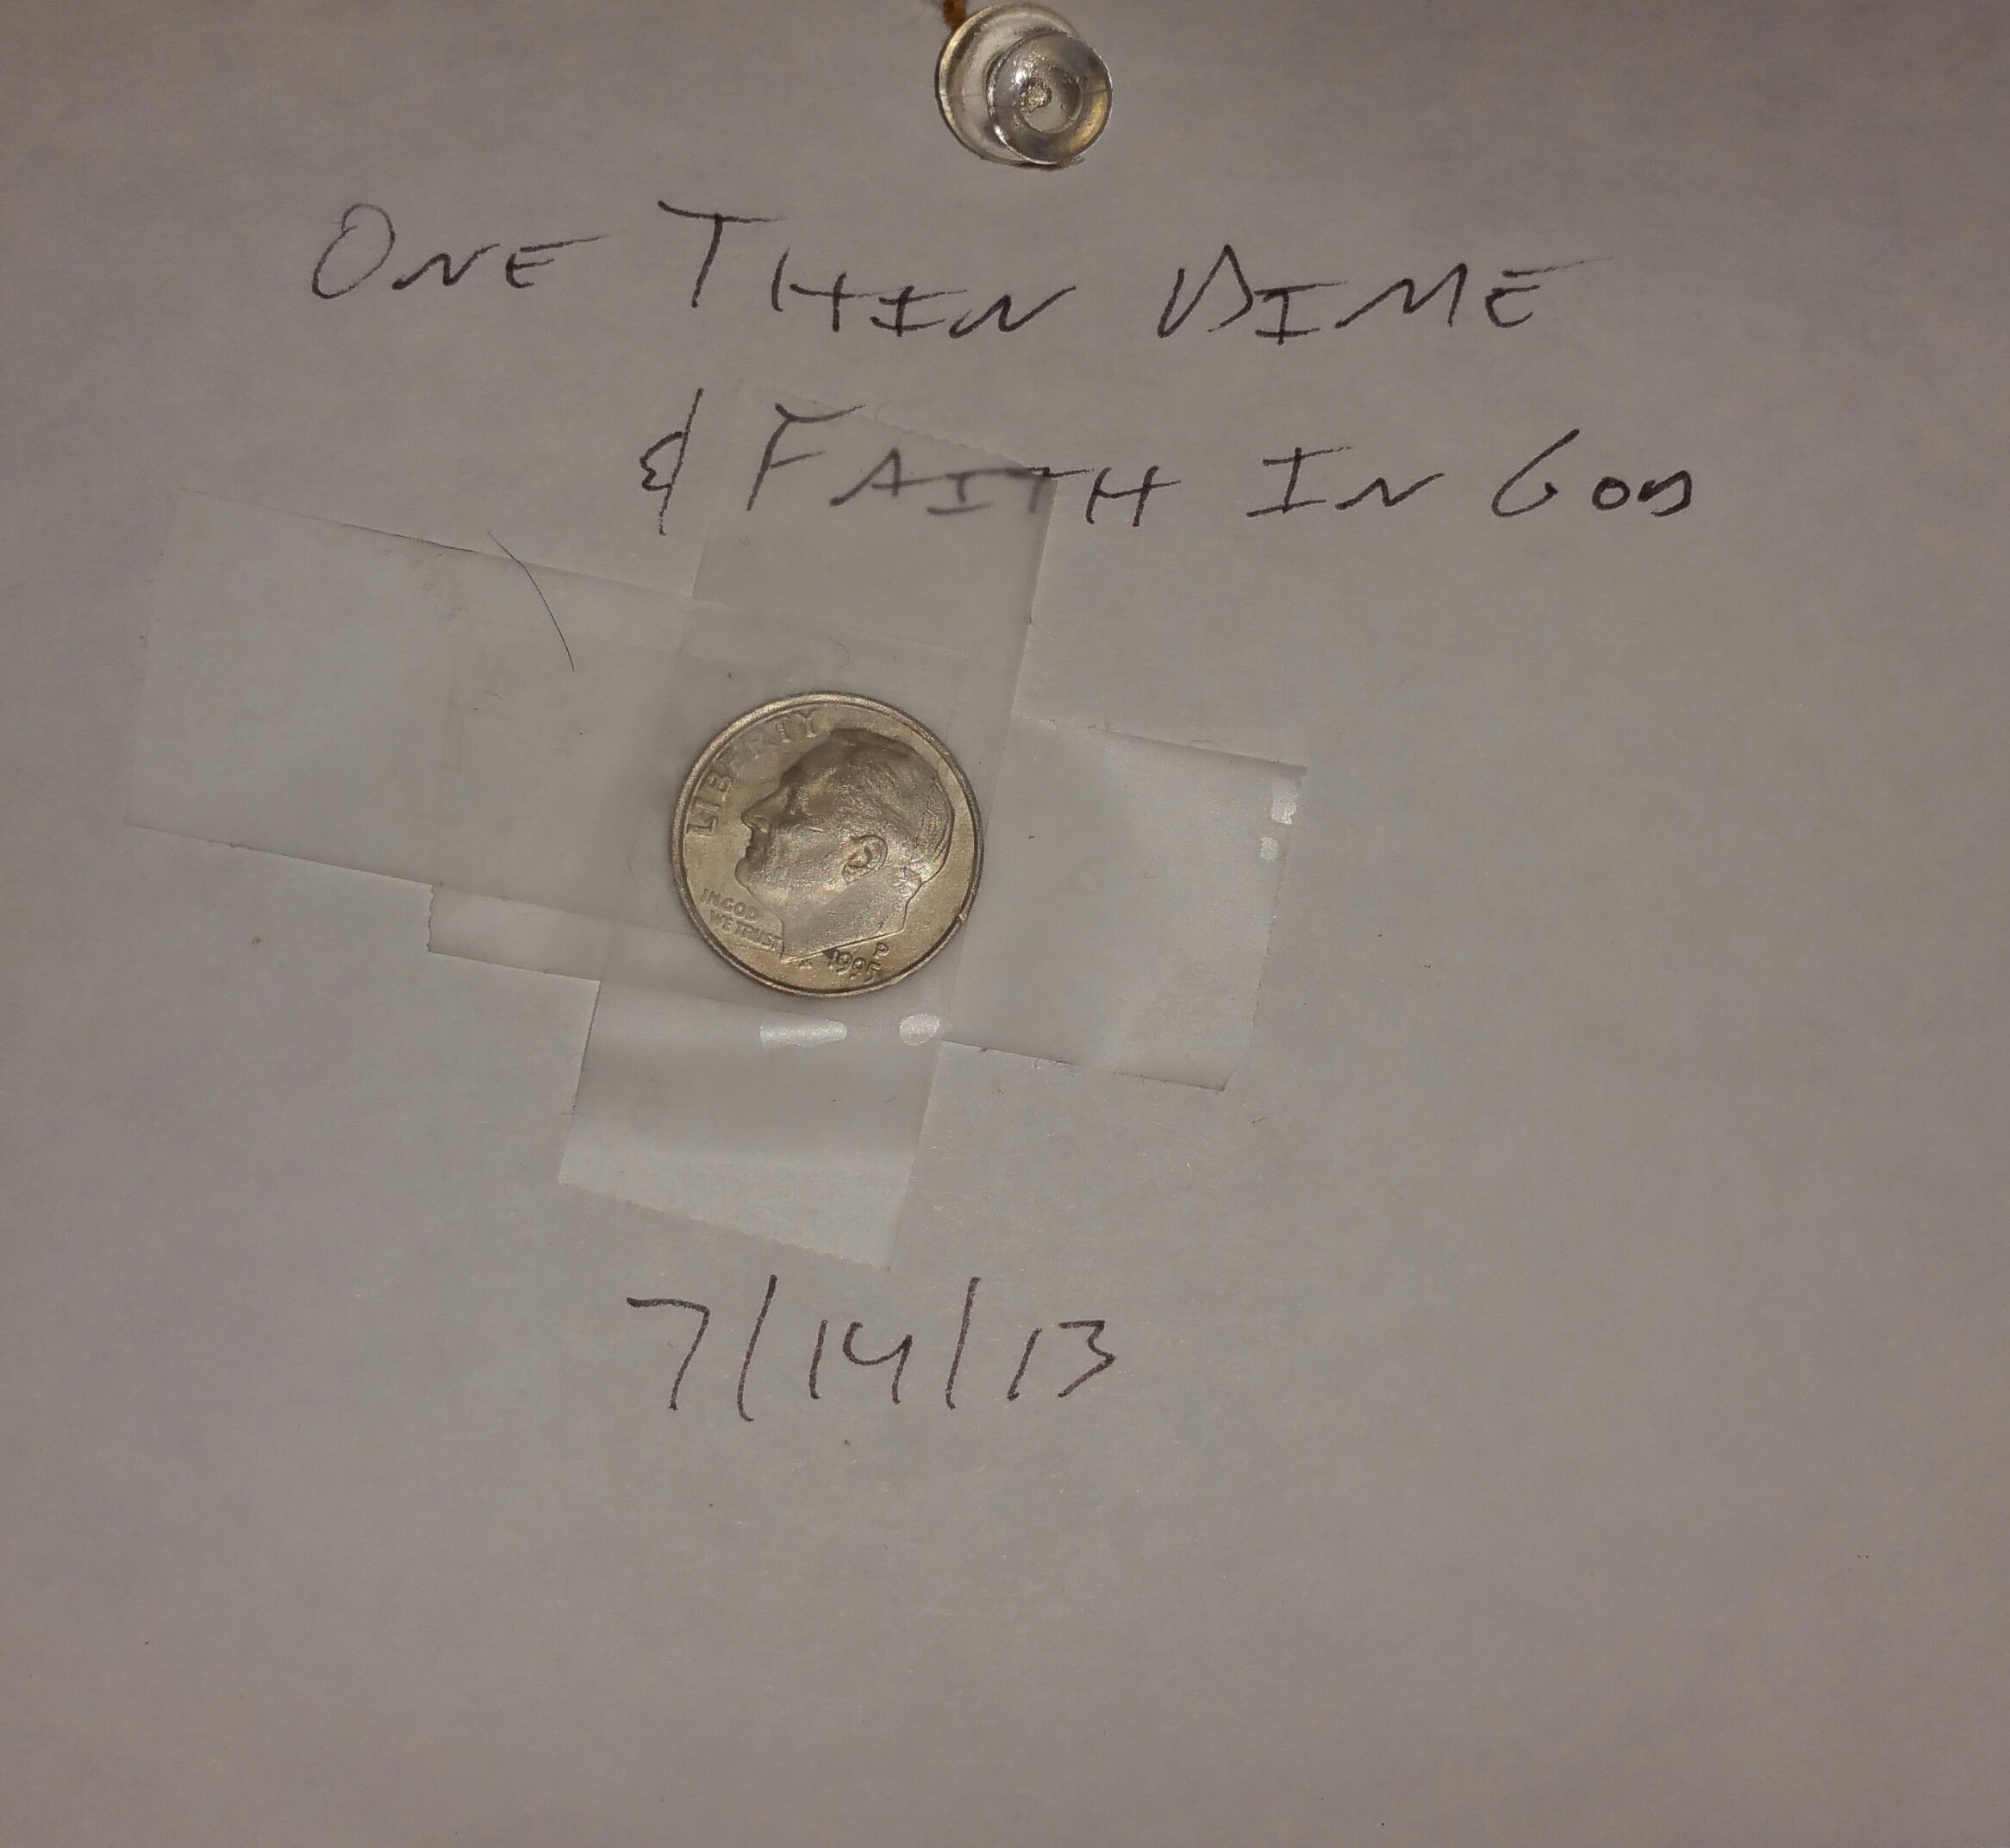 ONE THIN DIME
& FAITH IN GOD
LIBERTY
IN GOD
WE TRUST
P
1995
7/14/13